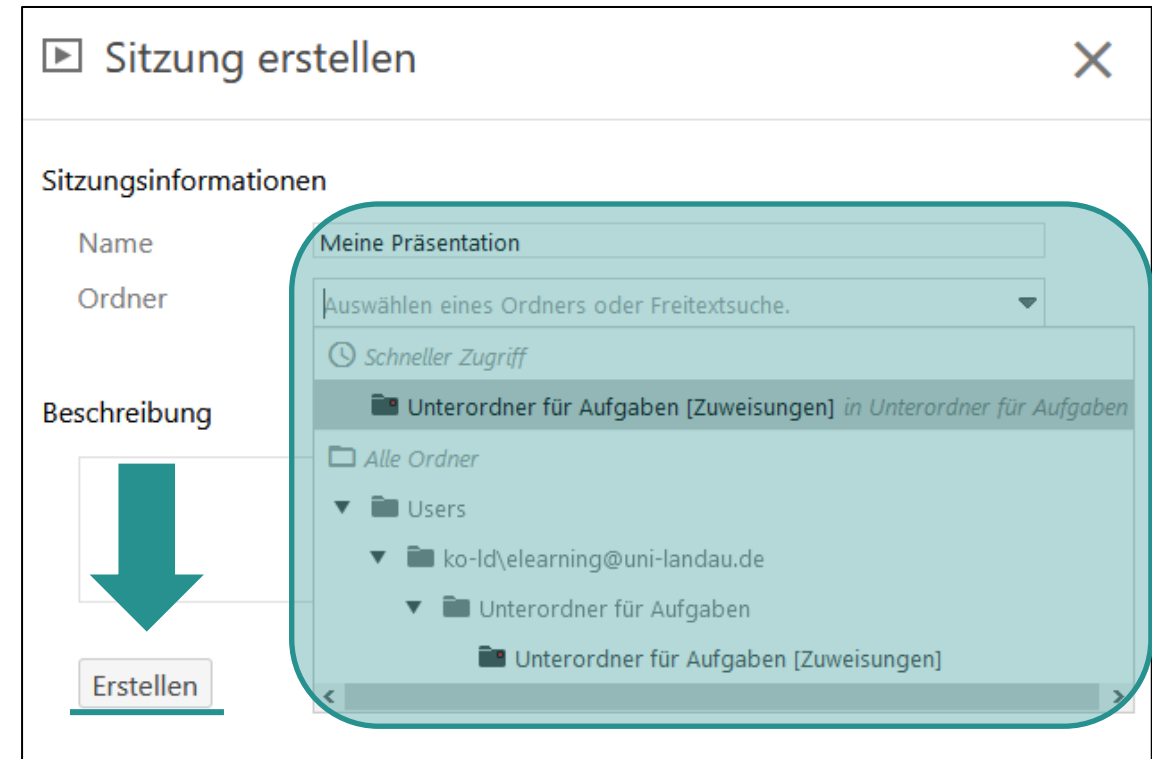 Sitzung erstellen
Sitzungsinformationen
Name
Meine Präsentation
Ordner
Auswählen eines Ordners oder Freitextsuche.
Schneller Zugriff
Unterordner für Aufgaben [Zuweisungen] in Unterordner für Aufgaben
Beschreibung
Alle Ordner
Users
ko-ld\elearning@uni-landau.de
Unterordner für Aufgaben
Unterordner für Aufgaben [Zuweisungen]
Erstellen